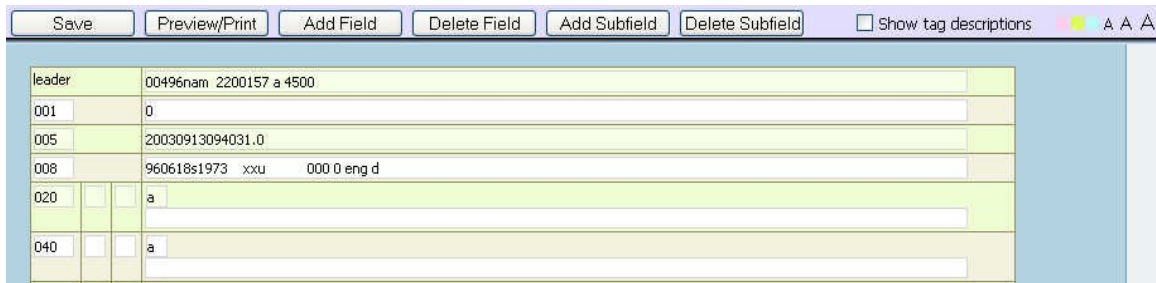 Save Preview/Print Add Field Delete Field Add Subfield Delete Subfield Show tag descriptions A A A
leader 00496nam 2200157 a 4500
001 0
005 20030913094031.0
008 960618s1973 xxu 000 0 eng d
020 a
040 a